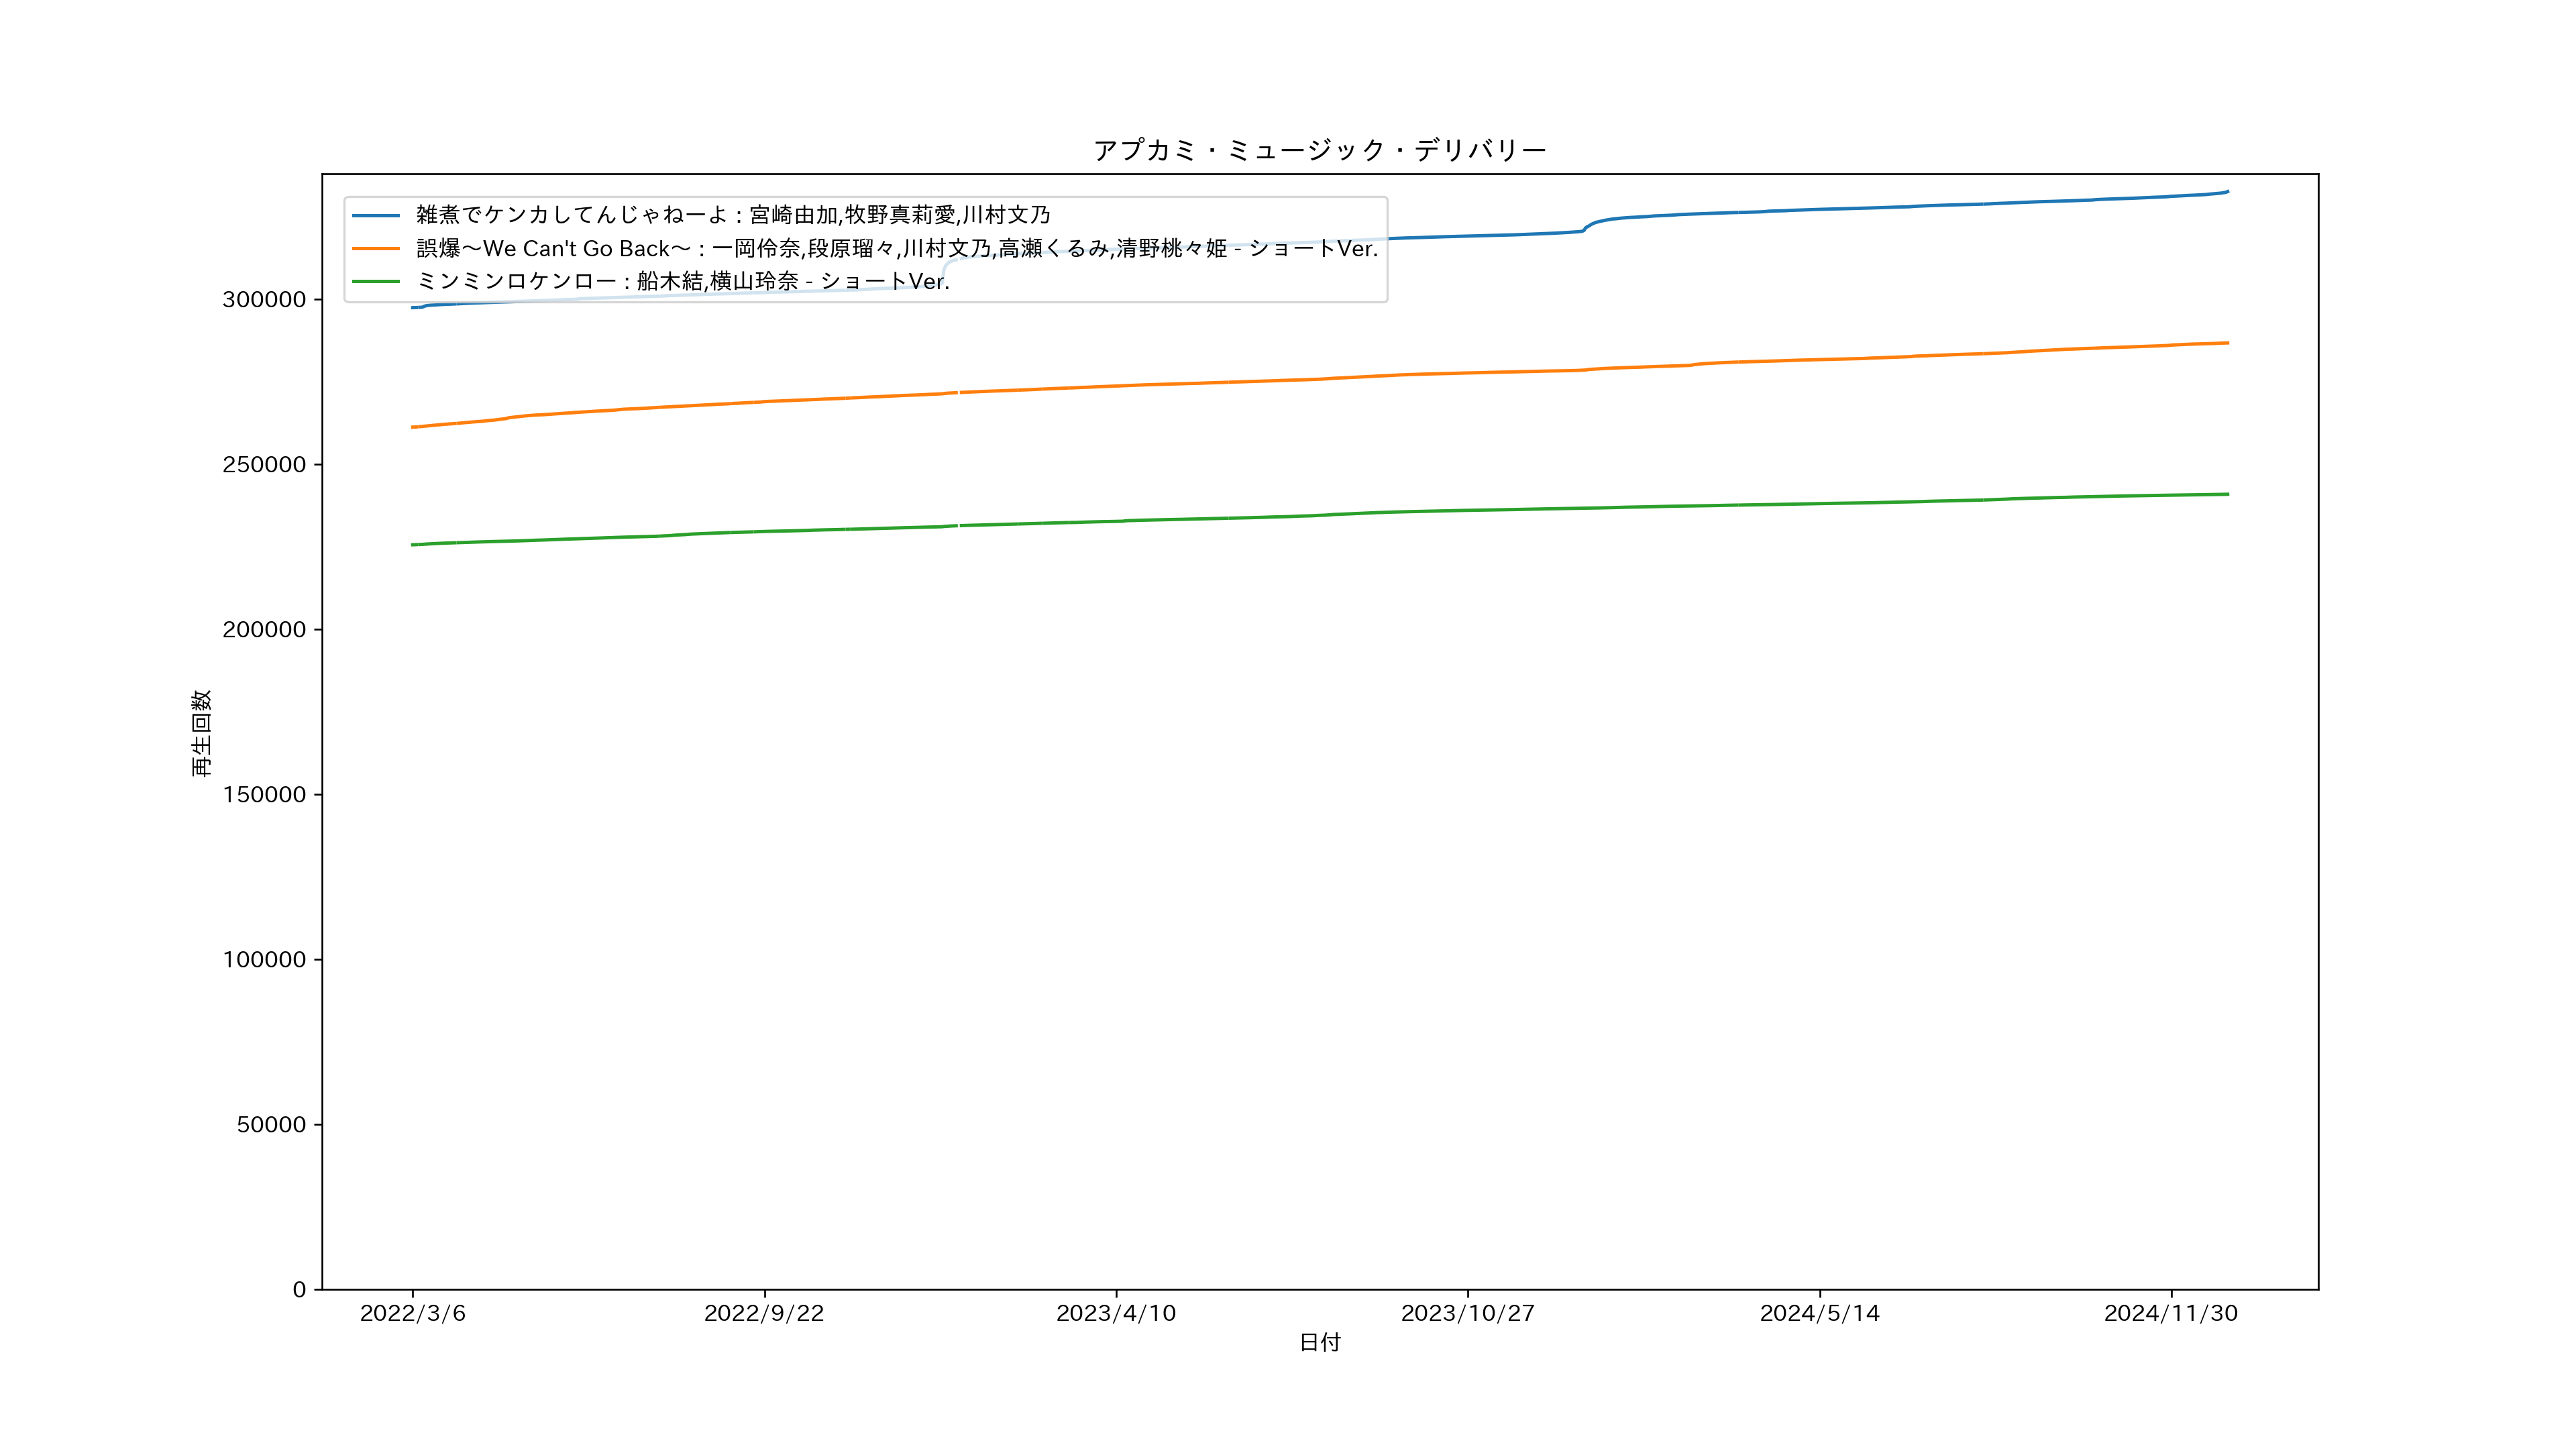 アプカミ・ミュージック・デリバリー
雑煮でケンカしてんじゃねーよ : 宮崎由加,牧野真莉愛,川村文乃
誤爆〜We Can't Go Back〜 : 一岡伶奈,段原瑠々,川村文乃,高瀬くるみ,清野桃々姫 - ショートVer.
ミンミンロケンロー : 船木結,横山玲奈 - ショートVer.
300000
250000
200000
150000
100000
50000
0
再生回数
2022/3/6
2022/9/22
2023/4/10
2023/10/27
2024/5/14
2024/11/30
日付